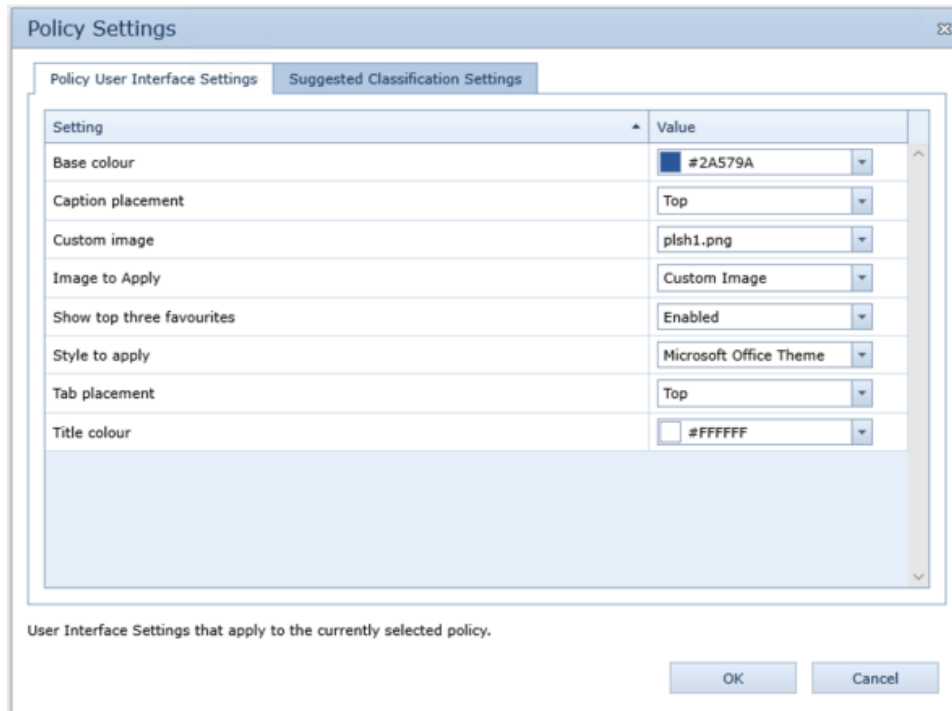 Policy Settings
Policy User Interface Settings Suggested Classification Settings
Setting Value
Base colour #2A579A
Caption placement Top
Custom image plsh1.png
Image to Apply Custom Image
Show top three favourites Enabled
Style to apply Microsoft Office Theme
Tab placement Top
Title colour #FFFFFF
User Interface Settings that apply to the currently selected policy.
OK Cancel